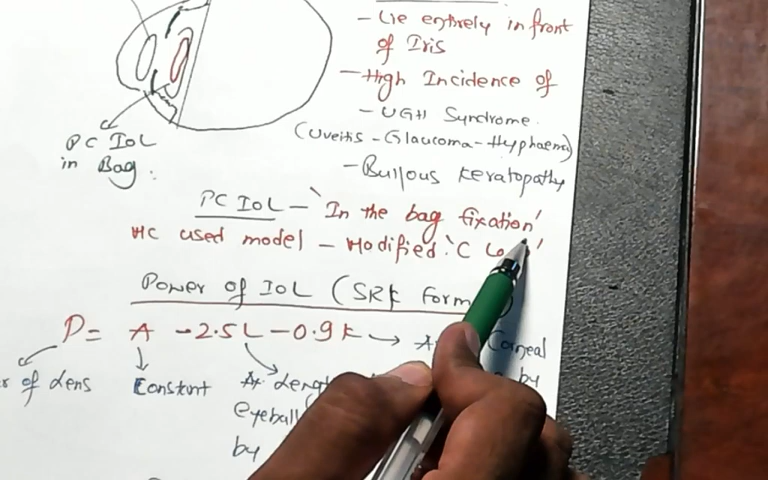 - Lie entirely in front
of Iris
- High Incidence of
- UGH Syndrome.
(Uveitis - Glaucoma - Hyphaema)
- Bullous Keratopathy
PC IOL
in Bag.
PC IOL - 'In the bag fixation'
MC used model - Modified 'C
Power of IOL (SRK Form
P = A - 2.5L - 0.9K → A
Corneal
of Lens
Constant
Ax Length
by
eyeball
by